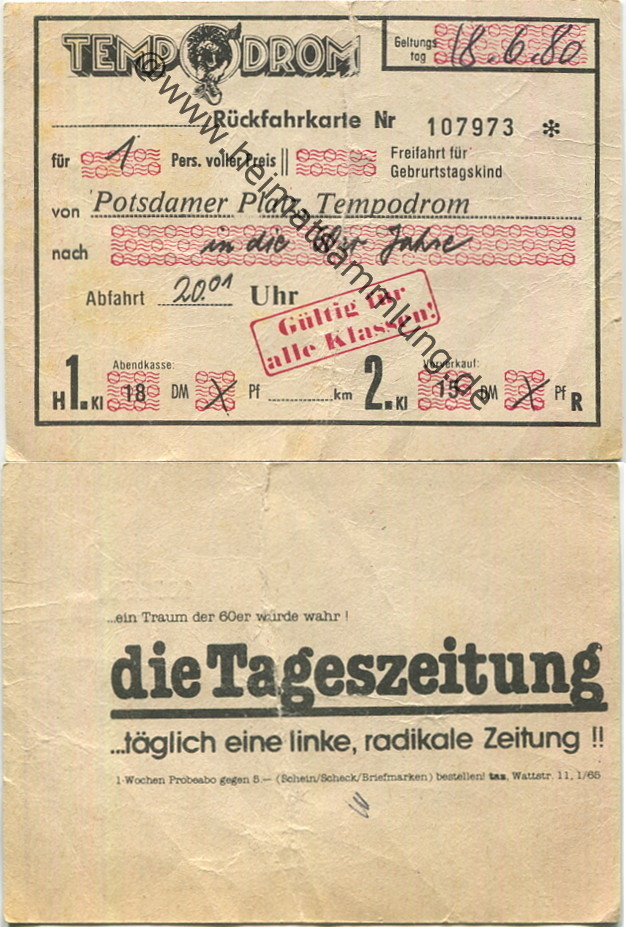 TEMPODROM
Geltungs
tag 18.6.80
Rückfahrkarte Nr 107973 *
für 1 Pers. voller Preis || Freifahrt für
Geburtstagskind
von Potsdamer Platz, Tempodrom
nach in die 80er Jahre
Abfahrt 20.01 Uhr
Gültig für
alle Klassen!
Abendkasse: Vorverkauf:
H 1. Kl 18 DM X Pf km 2. Kl 15 DM X Pf R
© www.heimatsammlung.de
...ein Traum der 60er wurde wahr !
die Tageszeitung
...täglich eine linke, radikale Zeitung !!
1-Wochen Probeabo gegen 5.— (Schein/Scheck/Briefmarken) bestellen! taz, Wattstr. 11, 1/65